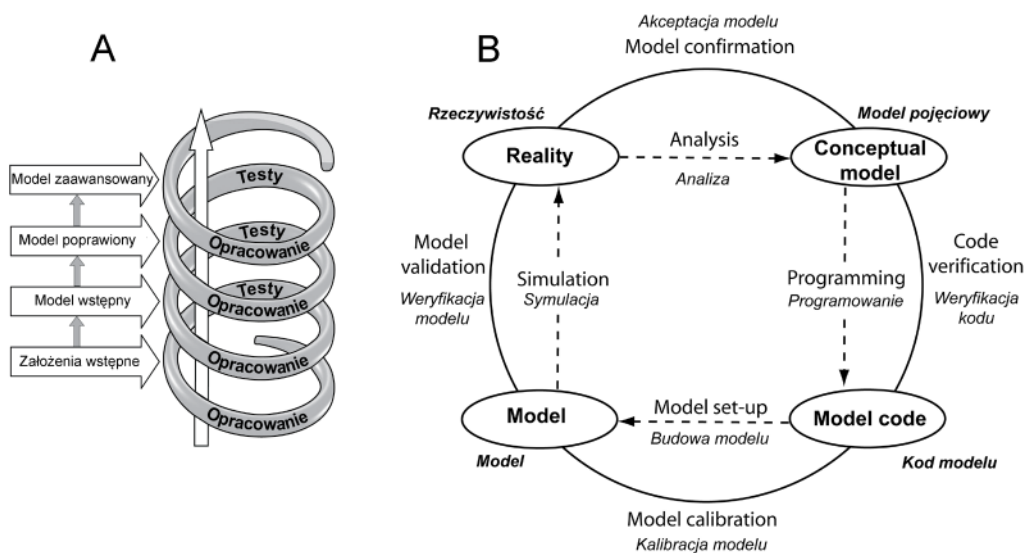 A
Model zaawansowany
Model poprawiony
Model wstępny
Założenia wstępne
Testy
Testy
Opracowanie
Testy
Opracowanie
Opracowanie
Opracowanie
B
Akceptacja modelu
Model confirmation
Rzeczywistość
Reality
Analysis
Analiza
Model pojęciowy
Conceptual
model
Model
validation
Weryfikacja
modelu
Simulation
Symulacja
Programming
Programowanie
Code
verification
Weryfikacja
kodu
Model
Model
Model set-up
Budowa modelu
Model code
Kod modelu
Model calibration
Kalibracja modelu